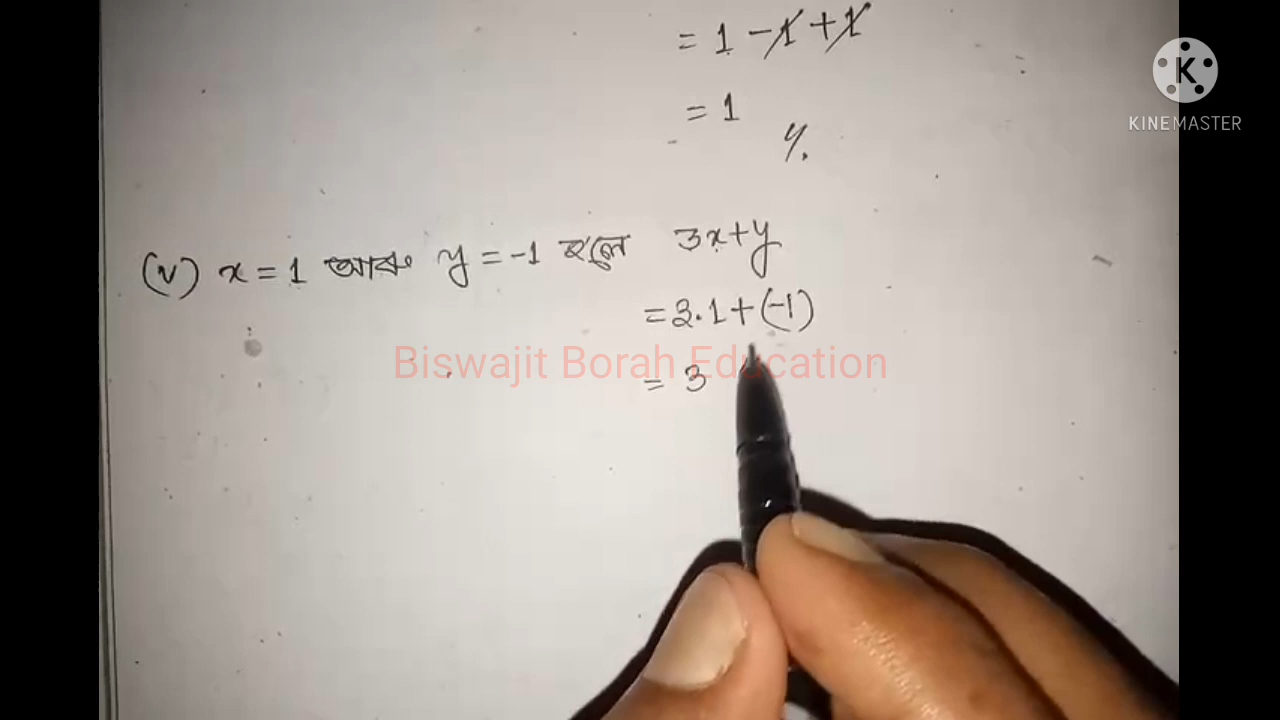 = 1 - 1 + 1
= 1
KINEMASTER
(v) x = 1 আৰু y = -1 হ'লে 3x+y
= 3·1+(-1)
Biswajit Borah Education
= 3